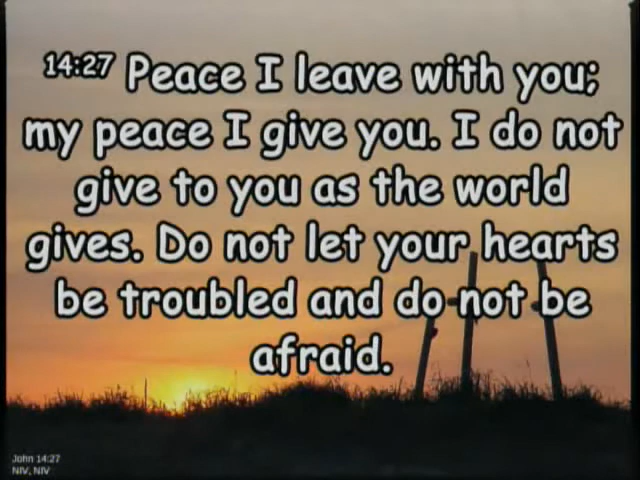 14:27 Peace I leave with you;
my peace I give you. I do not
give to you as the world
gives. Do not let your hearts
be troubled and do not be
afraid.
John 14:27
NIV, NIV